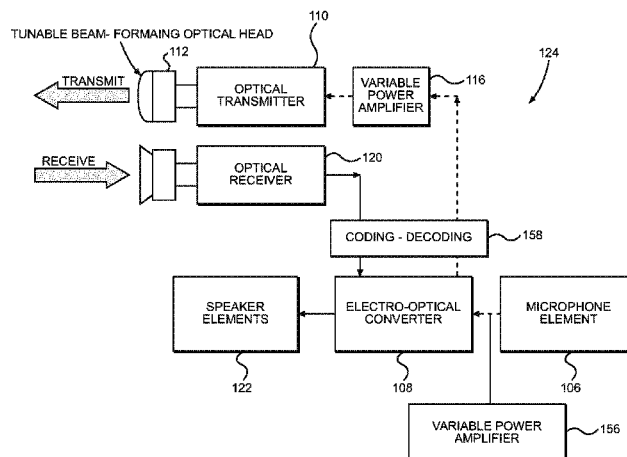 110
TUNABLE BEAM- FORMAING OPTICAL HEAD
112
TRANSMIT
OPTICAL
TRANSMITTER
VARIABLE
POWER
AMPLIFIER
116
124
RECEIVE
OPTICAL
RECEIVER
120
CODING - DECODING
158
SPEAKER
ELEMENTS
ELECTRO-OPTICAL
CONVERTER
MICROPHONE
ELEMENT
122
108
106
VARIABLE POWER
AMPLIFIER
156